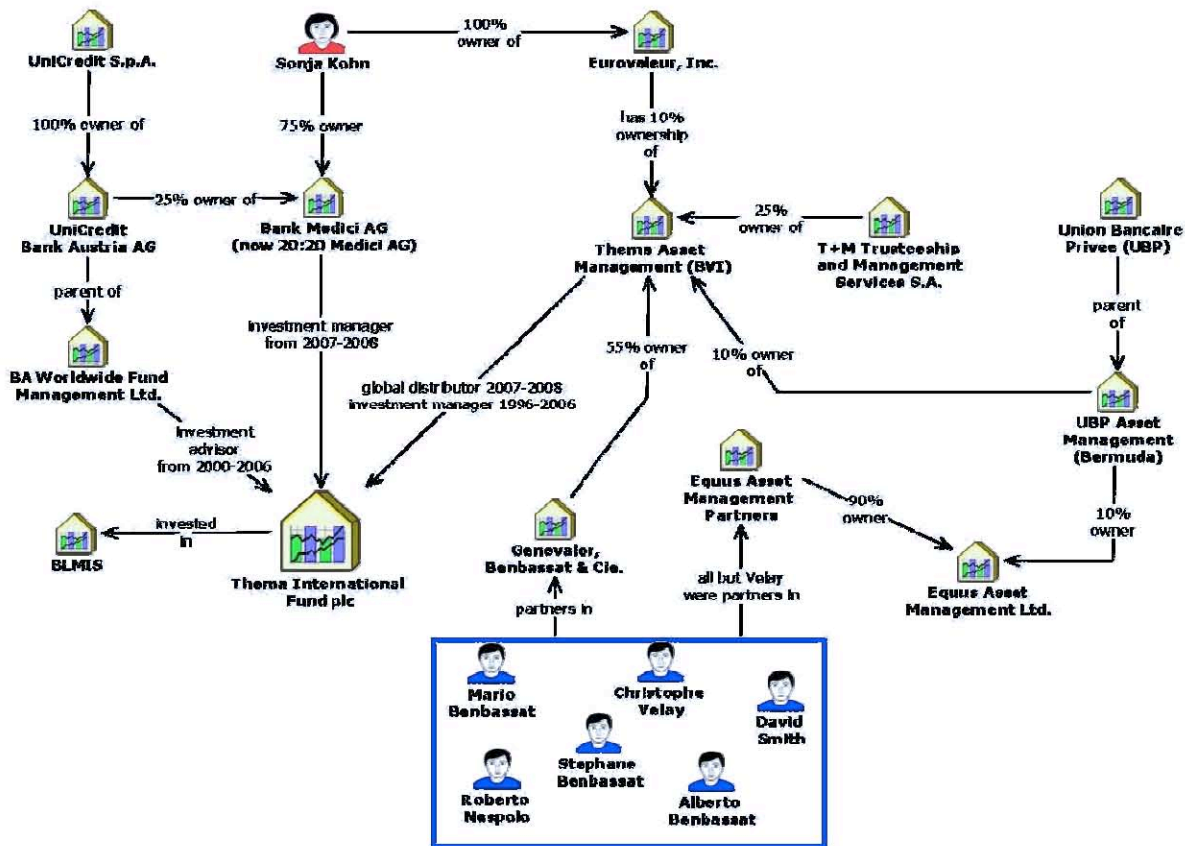 UniCredit S.p.A.
Sonja Kohn
100%
owner of
Eurovaleur, Inc.
100% owner of
75% owner
has 10%
ownership
of
UniCredit
Bank Austria AG
25% owner of
Bank Medici AG
(now 20:20 Medici AG)
Thema Asset
Management (BVI)
25%
owner of
T+M Trusteeship
and Management
Services S.A.
Union Bancaire
Privee (UBP)
parent of
investment manager
from 2007-2008
parent
of
BA Worldwide Fund
Management Ltd.
global distributor 2007-2008
investment manager 1996-2006
55% owner
of
10% owner
of
UBP Asset
Management
(Bermuda)
investment
advisor
from 2000-2006
Equus Asset
Management
Partners
90%
owner
10%
owner
BLMIS
invested
in
Thema International
Fund plc
Genevalor,
Benbassat & Cie.
Equus Asset
Management Ltd.
partners in
all but Velay
were partners in
Mario
Benbassat
Christophe
Velay
David
Smith
Stephane
Benbassat
Roberto
Nespolo
Alberto
Benbassat